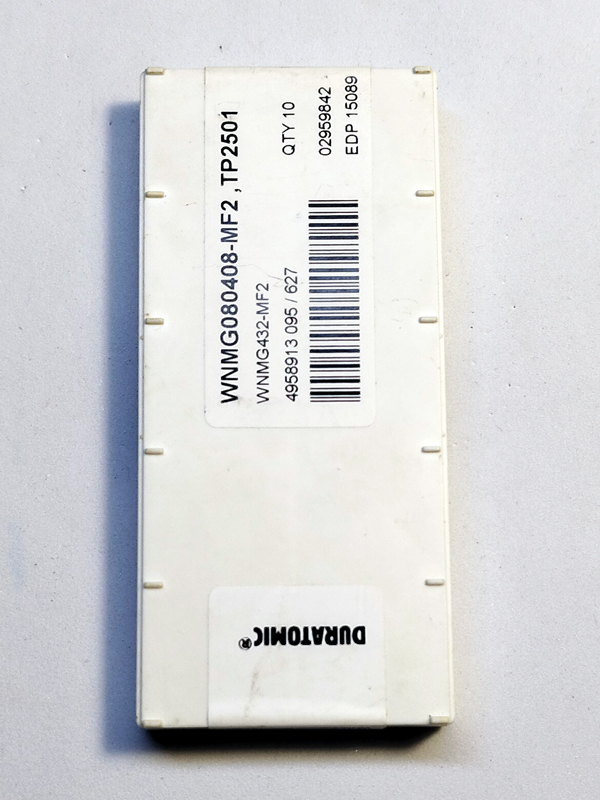 WNMG080408-MF2 ,TP2501
WNMG432-MF2
QTY 10
4958913 095 / 627
02959842
EDP 15089
DURATOMIC®